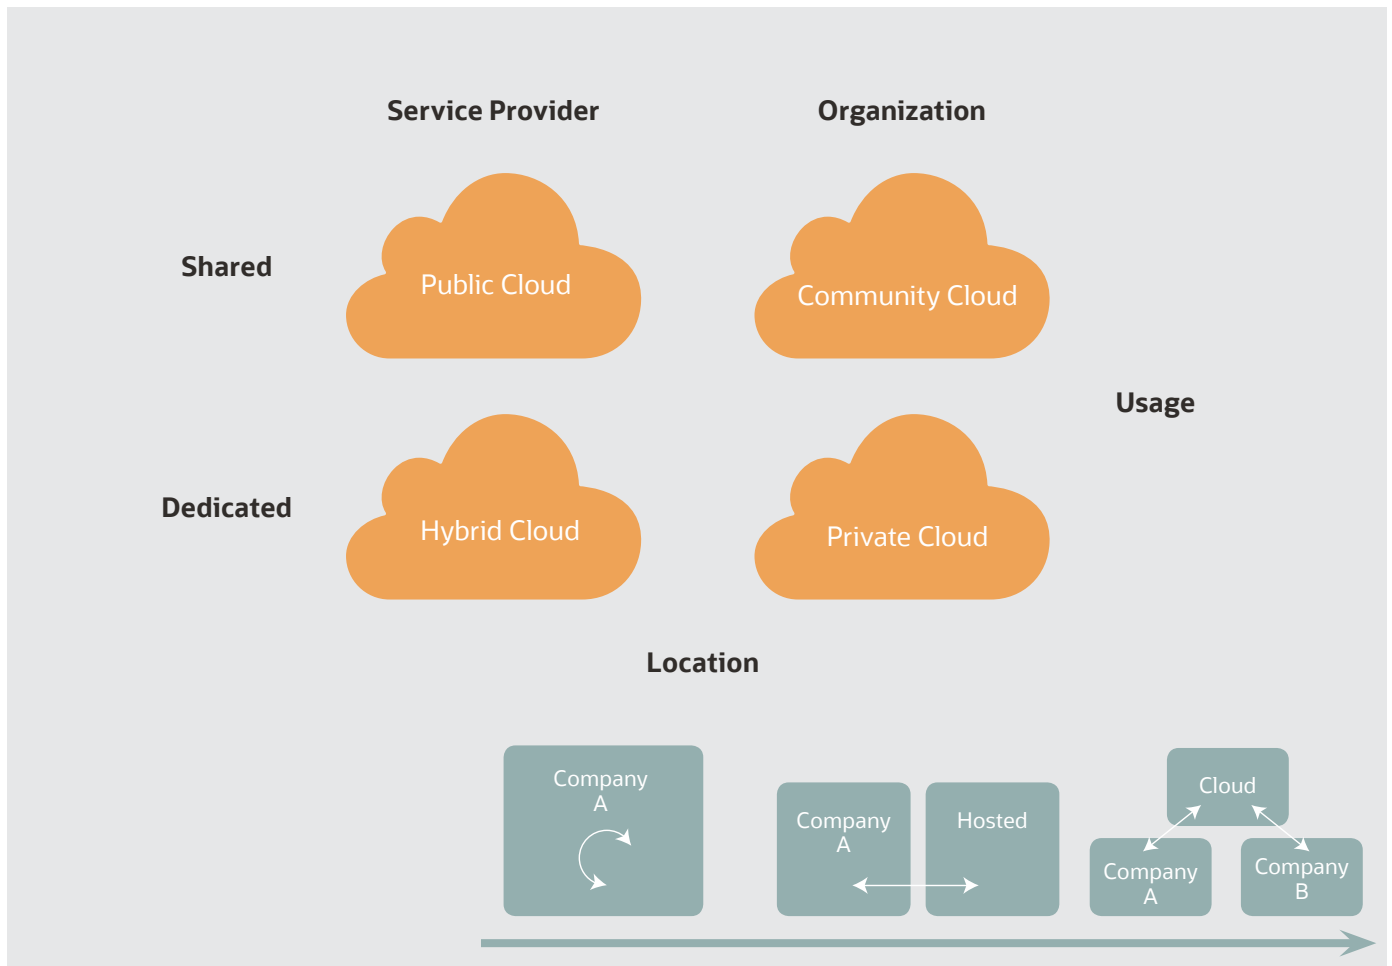 Service Provider
Organization
Shared
Public Cloud
Community Cloud
Usage
Dedicated
Hybrid Cloud
Private Cloud
Location
Company
A
Company
A
Hosted
Cloud
Company
A
Company
B